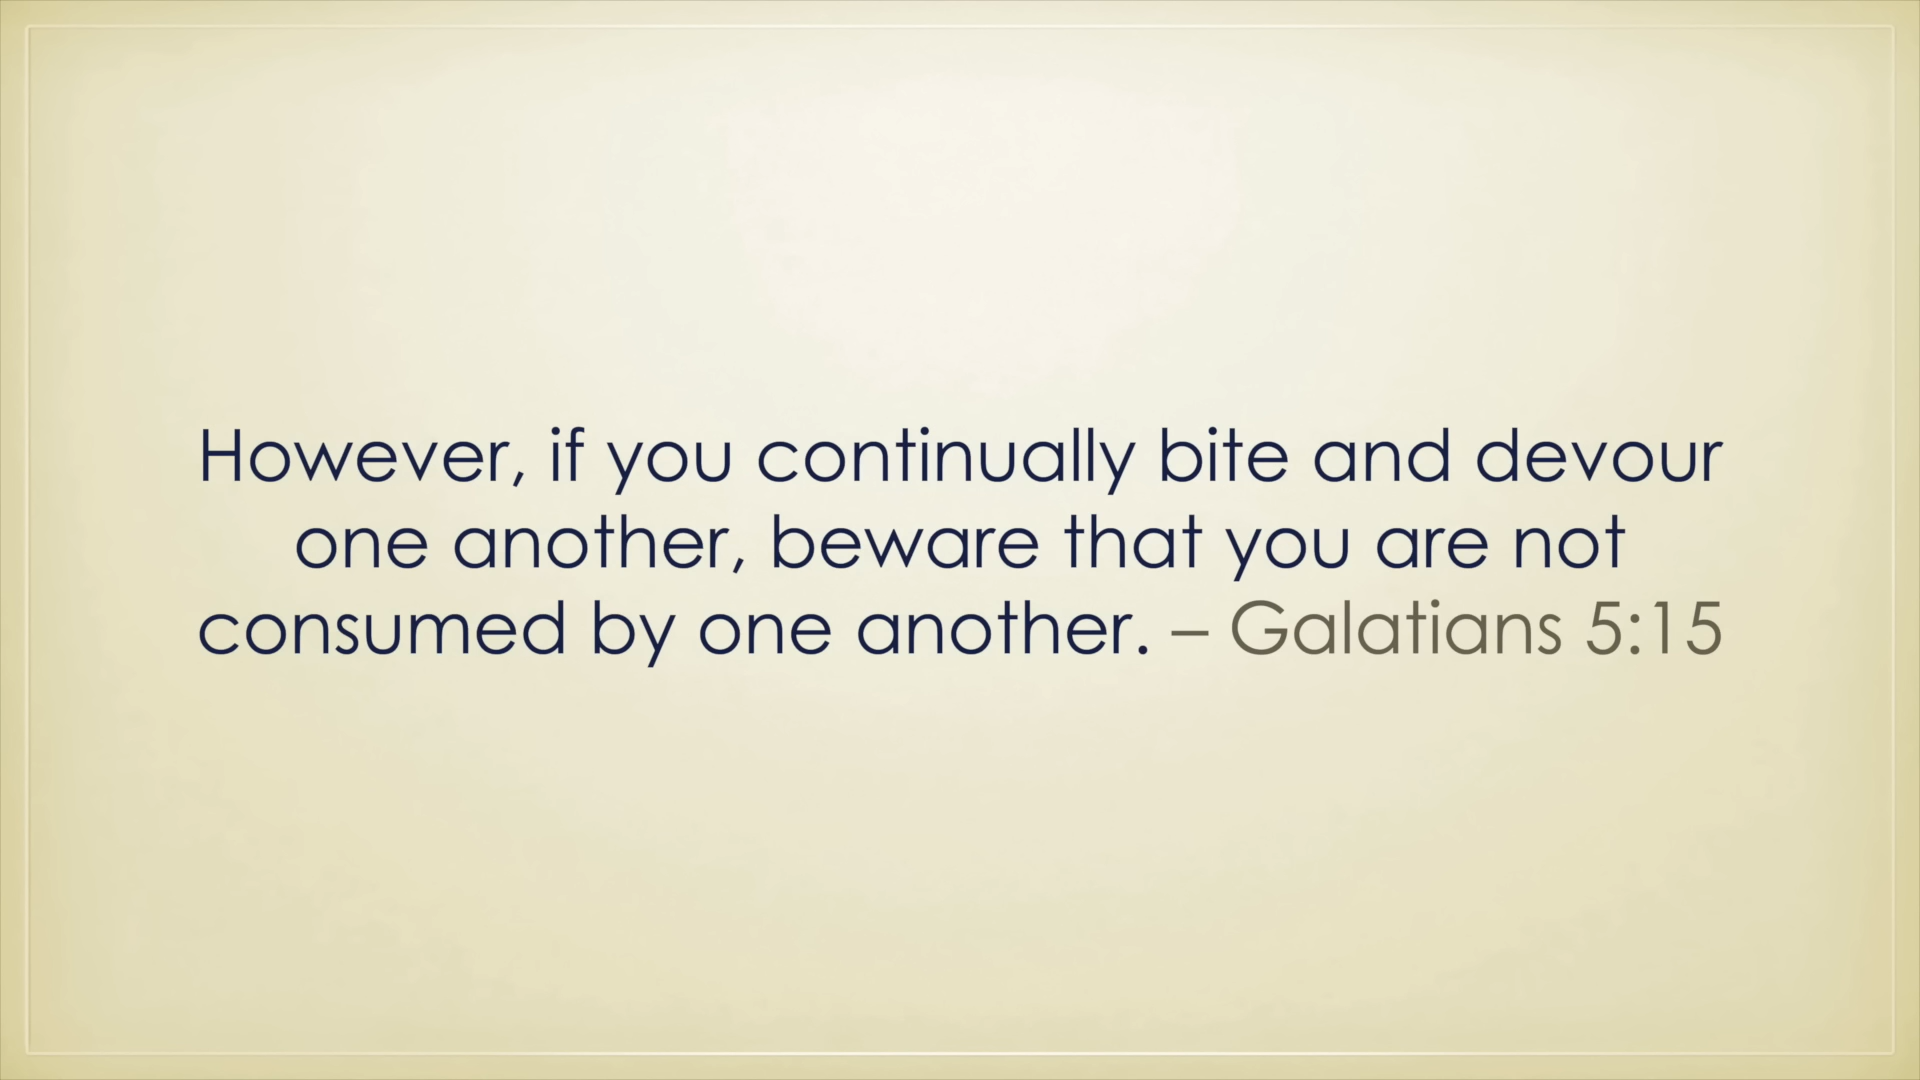 However, if you continually bite and devour
one another, beware that you are not
consumed by one another. – Galatians 5:15